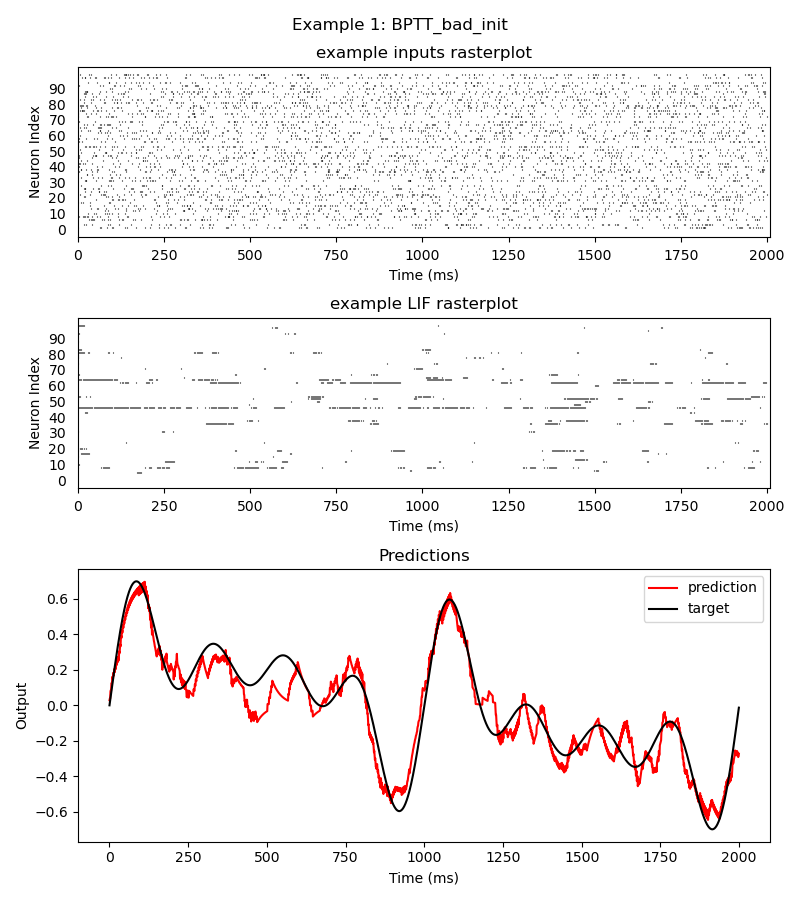 Example 1: BPTT_bad_init
example inputs rasterplot
Neuron Index
90
80
70
60
50
40
30
20
10
0
0 250 500 750 1000 1250 1500 1750 2000
Time (ms)
example LIF rasterplot
Neuron Index
90
80
70
60
50
40
30
20
10
0
0 250 500 750 1000 1250 1500 1750 2000
Time (ms)
Predictions
Output
0.6
0.4
0.2
0.0
−0.2
−0.4
−0.6
prediction
target
0 250 500 750 1000 1250 1500 1750 2000
Time (ms)